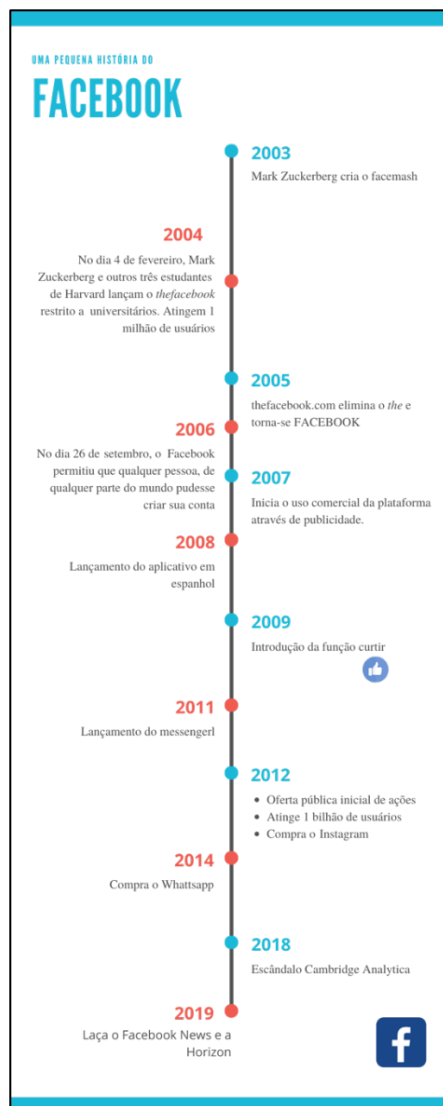 UMA PEQUENA HISTÓRIA DO
FACEBOOK
2003
Mark Zuckerberg cria o facemash
2004
No dia 4 de fevereiro, Mark
Zuckerberg e outros três estudantes
de Harvard lançam o thefacebook
restrito a universitários. Atingem 1
milhão de usuários
2005
thefacebook.com elimina o the e
torna-se FACEBOOK
2006
No dia 26 de setembro, o Facebook
permitiu que qualquer pessoa, de
qualquer parte do mundo pudesse
criar sua conta
2007
Inicia o uso comercial da plataforma
através de publicidade.
2008
Lançamento do aplicativo em
espanhol
2009
Introdução da função curtir
2011
Lançamento do messengerl
2012
• Oferta pública inicial de ações
• Atinge 1 bilhão de usuários
• Compra o Instagram
2014
Compra o Whattsapp
2018
Escândalo Cambridge Analytica
2019
Laça o Facebook News e a
Horizon
f